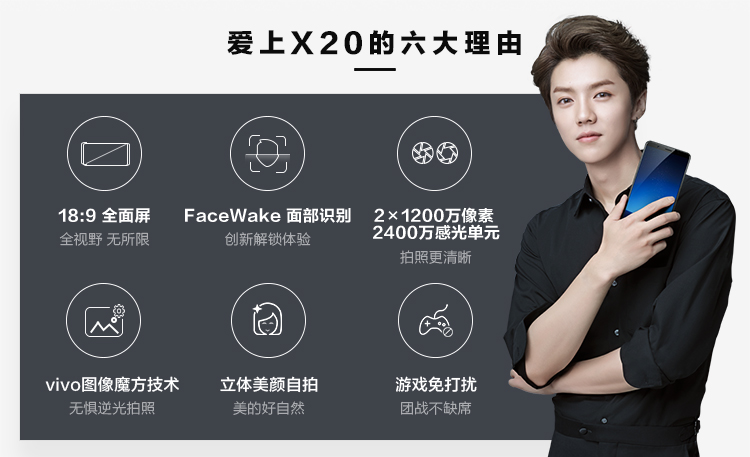 爱上X20的六大理由
18:9 全面屏
全视野 无所限
FaceWake 面部识别
创新解锁体验
2×1200万像素
2400万感光单元
拍照更清晰
vivo图像魔方技术
无惧逆光拍照
立体美颜自拍
美的好自然
游戏免打扰
团战不缺席